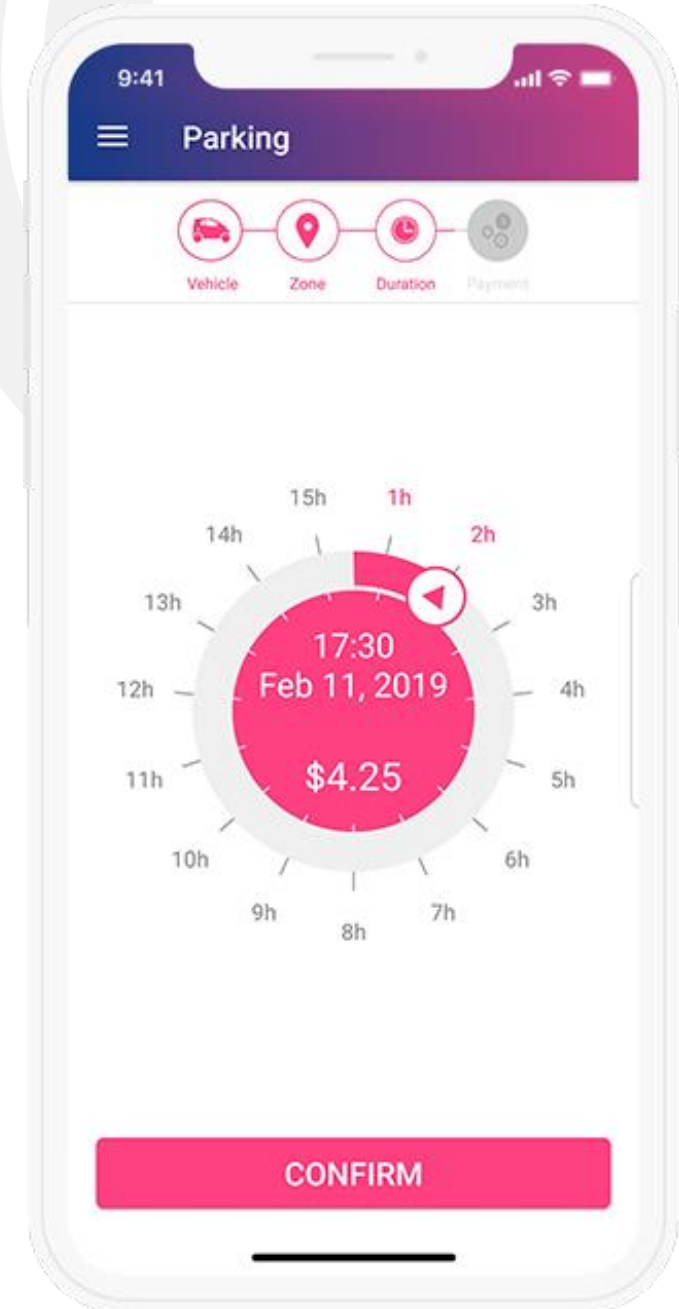 9:41
Parking
Vehicle Zone Duration Payment
15h 1h
14h 2h
13h 3h
17:30
Feb 11, 2019
12h 4h
$4.25
11h 5h
10h 6h
9h 7h
8h
CONFIRM